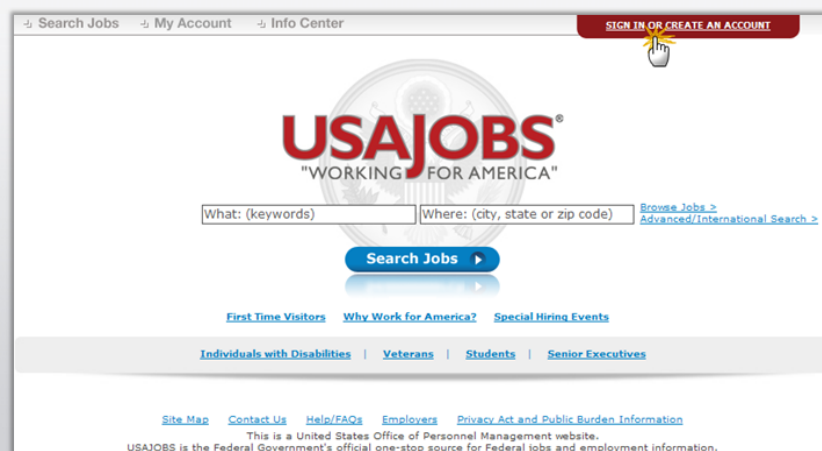 Search Jobs My Account Info Center SIGN IN OR CREATE AN ACCOUNT
USAJOBS®
"WORKING FOR AMERICA"
What: (keywords) Where: (city, state or zip code) Browse Jobs >
Advanced/International Search >
Search Jobs
First Time Visitors Why Work for America? Special Hiring Events
Individuals with Disabilities | Veterans | Students | Senior Executives
Site Map Contact Us Help/FAQs Employers Privacy Act and Public Burden Information
This is a United States Office of Personnel Management website.
USAJOBS is the Federal Government's official one-stop source for Federal jobs and employment information.